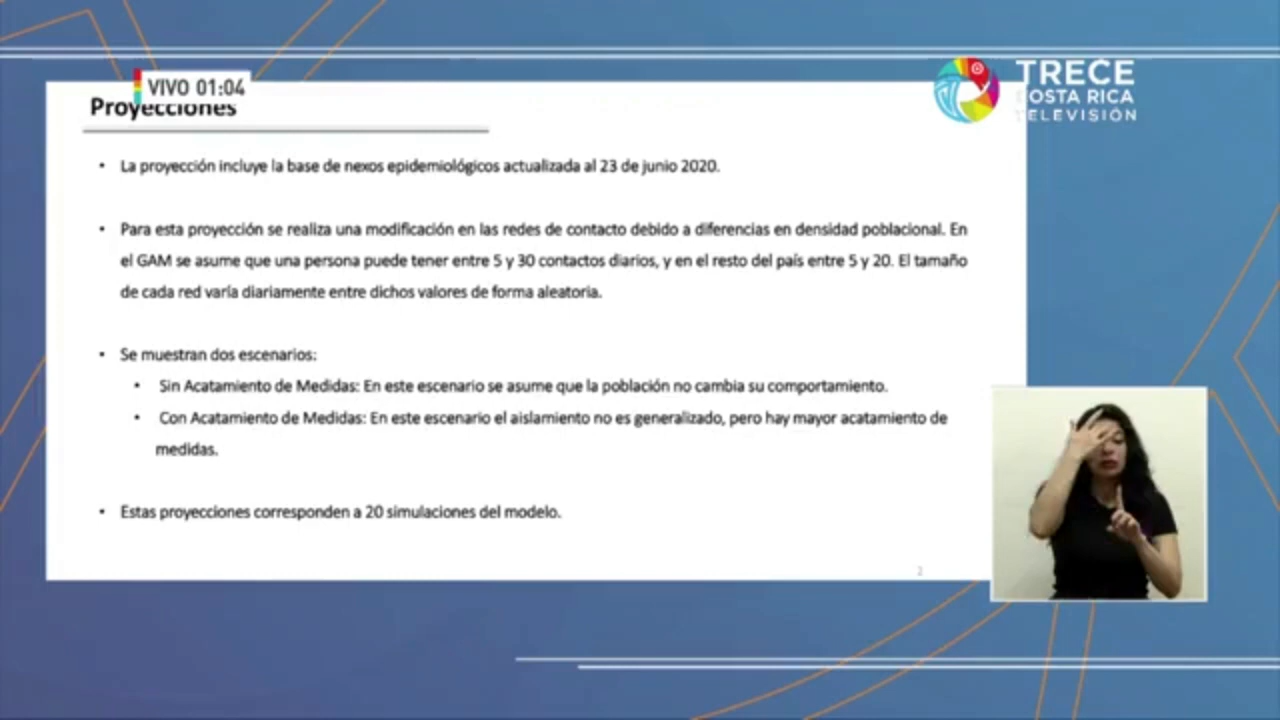 VIVO 01:04
TRECE
COSTA RICA
TELEVISIÓN
Proyecciones
• La proyección incluye la base de nexos epidemiológicos actualizada al 23 de junio 2020.
• Para esta proyección se realiza una modificación en las redes de contacto debido a diferencias en densidad poblacional. En
el GAM se asume que una persona puede tener entre 5 y 30 contactos diarios, y en el resto del país entre 5 y 20. El tamaño
de cada red varía diariamente entre dichos valores de forma aleatoria.
• Se muestran dos escenarios:
• Sin Acatamiento de Medidas: En este escenario se asume que la población no cambia su comportamiento.
• Con Acatamiento de Medidas: En este escenario el aislamiento no es generalizado, pero hay mayor acatamiento de
medidas.
• Estas proyecciones corresponden a 20 simulaciones del modelo.
2